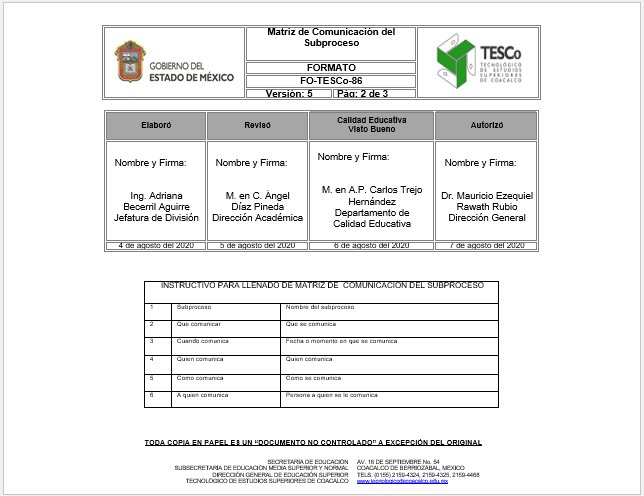 GOBIERNO DEL
ESTADO DE MÉXICO
Matriz de Comunicación del
Subproceso
FORMATO
FO-TESCo-86
Versión: 5
Pág: 2 de 3
TESCo
TECNOLÓGICO
DE ESTUDIOS
SUPERIORES
DE COACALCO
Elaboró
Revisó
Calidad Educativa
Visto Bueno
Autorizó
Nombre y Firma:
Ing. Adriana
Becerril Aguirre
Jefatura de División
Nombre y Firma:
M. en C. Ángel
Díaz Pineda
Dirección Académica
Nombre y Firma:
M. en A.P. Carlos Trejo
Hernández
Departamento de
Calidad Educativa
Nombre y Firma:
Dr. Mauricio Ezequiel
Rawath Rubio
Dirección General
4 de agosto del 2020
5 de agosto del 2020
6 de agosto del 2020
7 de agosto del 2020
INSTRUCTIVO PARA LLENADO DE MATRIZ DE COMUNICACIÓN DEL SUBPROCESO
1 Subproceso Nombre del subproceso
2 Que comunicar Que se comunica
3 Cuando comunica Fecha o momento en que se comunica
4 Quien comunica Quien comunica
5 Como comunica Como se comunica
6 A quien comunica Persona a quien se le comunica
TODA COPIA EN PAPEL ES UN “DOCUMENTO NO CONTROLADO” A EXCEPCIÓN DEL ORIGINAL
SECRETARÍA DE EDUCACIÓN
SUBSECRETARÍA DE EDUCACIÓN MEDIA SUPERIOR Y NORMAL
DIRECCIÓN GENERAL DE EDUCACIÓN SUPERIOR
TECNOLÓGICO DE ESTUDIOS SUPERIORES DE COACALCO
AV. 16 DE SEPTIEMBRE No. 54
COACALCO DE BERRIOZÁBAL, MÉXICO
TELS. (0155) 2159-4324, 2159-4325, 2159-4468
www.tecnologicodecoacalco.edu.mx